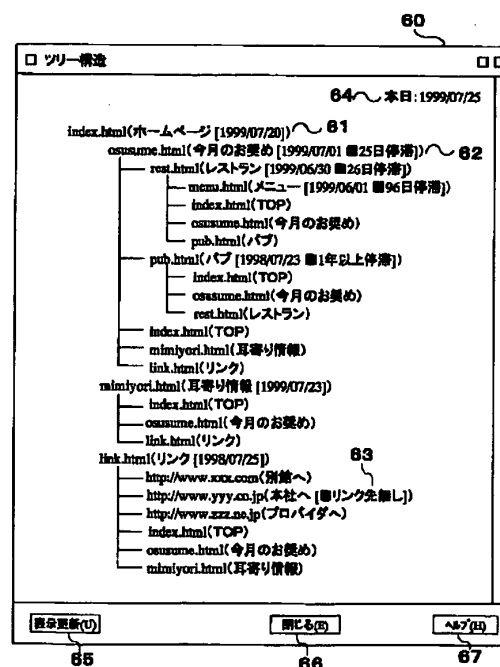 60
ツリー構造
64 本日:1999/07/25
index.html(ホームページ [1999/07/20]) 61
osusume.html(今月のお奨め [1999/07/01 ■25日停滞]) 62
rest.html(レストラン [1999/06/30 ■26日停滞])
menu.html(メニュー [1999/06/01 ■96日停滞])
index.html(TOP)
osusume.html(今月のお奨め)
pub.html(パブ)
pub.html(パブ [1998/07/23 ■1年以上停滞])
index.html(TOP)
osusume.html(今月のお奨め)
rest.html(レストラン)
index.html(TOP)
mimiyori.html(耳寄り情報)
link.html(リンク)
mimiyori.html(耳寄り情報 [1999/07/23])
index.html(TOP)
osusume.html(今月のお奨め)
link.html(リンク)
link.html(リンク [1998/07/25])
63
http://www.xxx.com(別館へ)
http://www.yyy.co.jp(本社へ [■リンク先無し])
http://www.zzz.ne.jp(プロバイダへ)
index.html(TOP)
osusume.html(今月のお奨め)
mimiyori.html(耳寄り情報)
表示更新(U) 閉じる(E) ヘルプ(H)
65 66 67